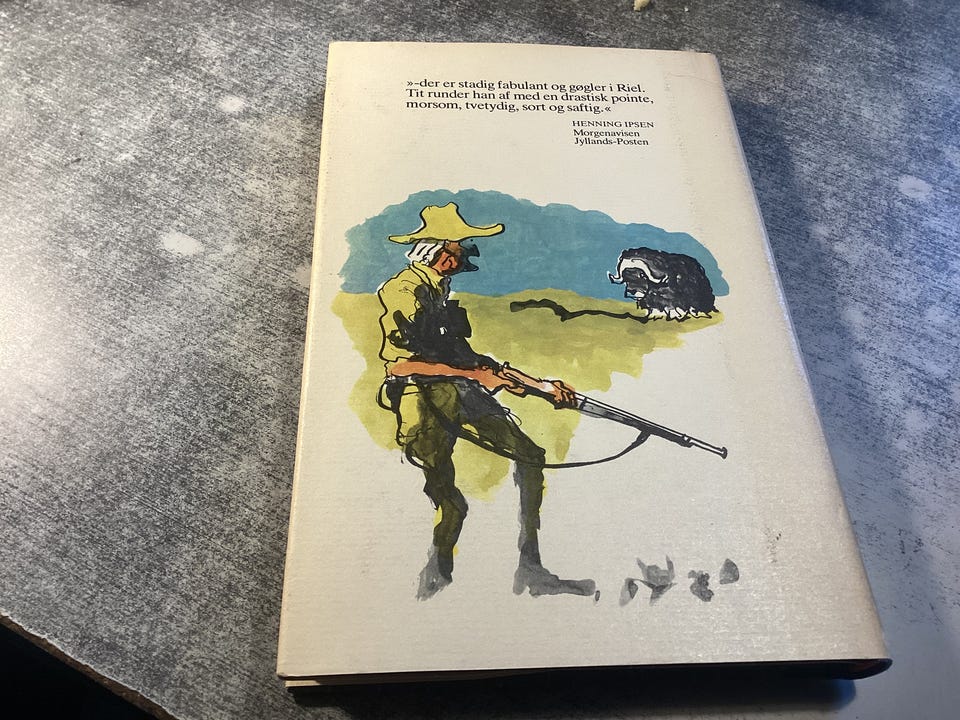 »-der er stadig fabulant og gøgler i Riel.
Tit runder han af med en drastisk pointe,
morsom, tvetydig, sort og saftig.«
HENNING IPSEN
Morgenavisen
Jyllands-Posten